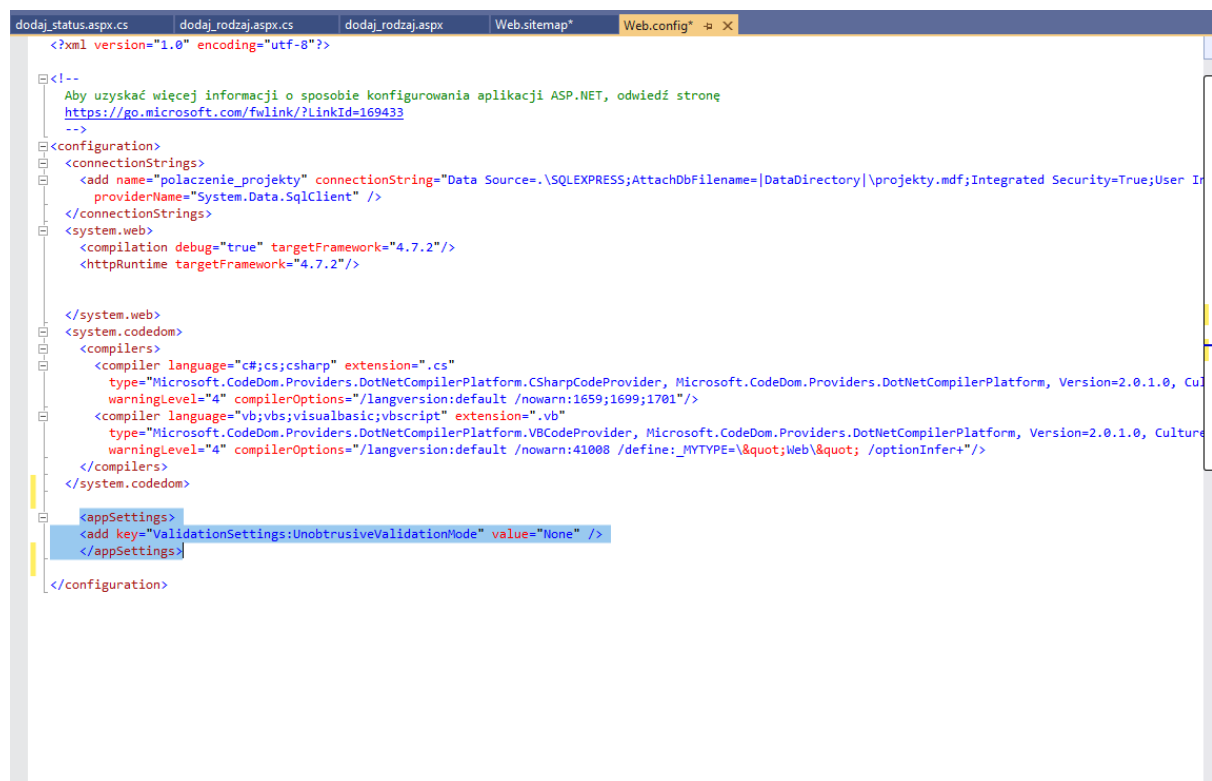 dodaj_status.aspx.cs dodaj_rodzaj.aspx.cs dodaj_rodzaj.aspx Web.sitemap* Web.config*
<?xml version="1.0" encoding="utf-8"?>
<!--
Aby uzyskać więcej informacji o sposobie konfigurowania aplikacji ASP.NET, odwiedź stronę
https://go.microsoft.com/fwlink/?LinkId=169433
-->
<configuration>
<connectionStrings>
<add name="polaczenie_projekty" connectionString="Data Source=.\SQLEXPRESS;AttachDbFilename=|DataDirectory|\projekty.mdf;Integrated Security=True;User
providerName="System.Data.SqlClient" />
</connectionStrings>
<system.web>
<compilation debug="true" targetFramework="4.7.2"/>
<httpRuntime targetFramework="4.7.2"/>
</system.web>
<system.codedom>
<compilers>
<compiler language="c#;cs;csharp" extension=".cs"
type="Microsoft.CodeDom.Providers.DotNetCompilerPlatform.CSharpCodeProvider, Microsoft.CodeDom.Providers.DotNetCompilerPlatform, Version=2.0.1.0,
warningLevel="4" compilerOptions="/langversion:default /nowarn:1659;1699;1701"/>
<compiler language="vb;vbs;visualbasic;vbscript" extension=".vb"
type="Microsoft.CodeDom.Providers.DotNetCompilerPlatform.VBCodeProvider, Microsoft.CodeDom.Providers.DotNetCompilerPlatform, Version=2.0.1.0, Culture
warningLevel="4" compilerOptions="/langversion:default /nowarn:41008 /define:_MYTYPE=\&quot;Web\&quot; /optionInfer+"/>
</compilers>
</system.codedom>
<appSettings>
<add key="ValidationSettings:UnobtrusiveValidationMode" value="None" />
</appSettings>
</configuration>